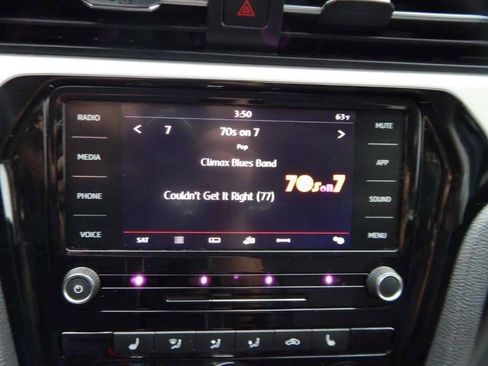 3:50 63°F
RADIO
MEDIA
PHONE
VOICE
< 7 70s on 7 >
Pop
Climax Blues Band
Couldn't Get It Right (77)
70s on 7
SAT
MUTE
APP
SOUND
MENU